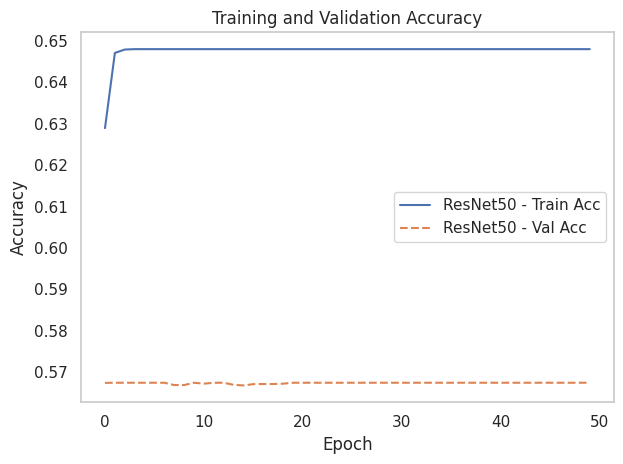 Training and Validation Accuracy
0.65
0.64
0.63
0.62
0.61
0.60
0.59
0.58
0.57
Accuracy
ResNet50 - Train Acc
ResNet50 - Val Acc
0 10 20 30 40 50
Epoch